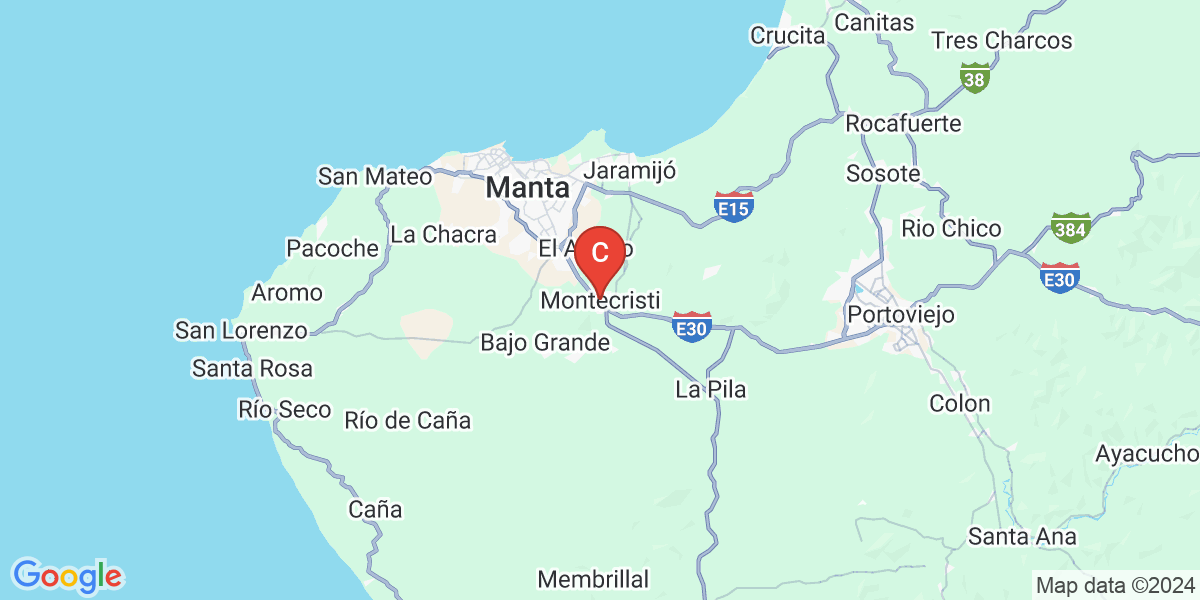 Canitas
Crucita
Tres Charcos
38
Rocafuerte
Jaramijó
San Mateo
Manta
Sosote
E15
Rio Chico
384
La Chacra
Pacoche
El A
o
C
E30
Aromo
Montecristi
Portoviejo
San Lorenzo
E30
Bajo Grande
Santa Rosa
La Pila
Colon
Río Seco
Río de Caña
Ayacucho
Caña
Santa Ana
Membrillal
Google
Map data ©2024